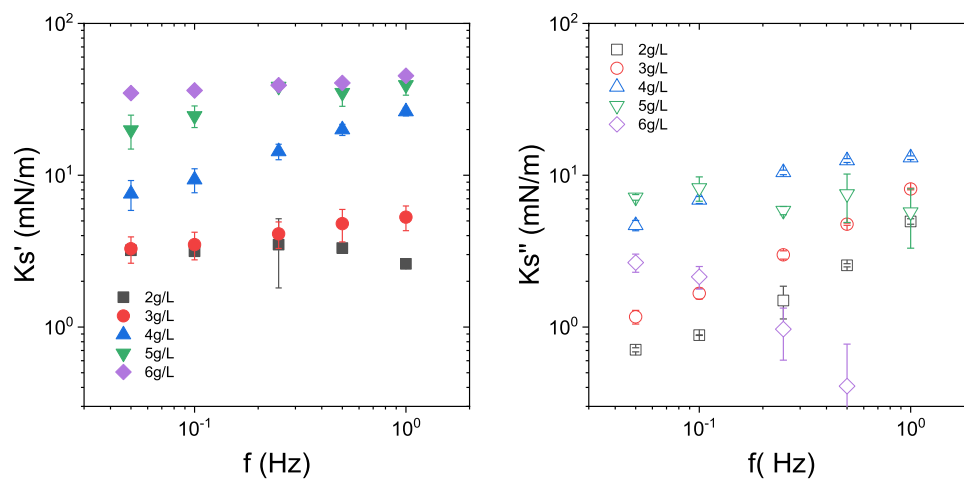 10²
10¹
10⁰
Ks' (mN/m)
2g/L
3g/L
4g/L
5g/L
6g/L
10⁻¹
10⁰
f (Hz)
10²
10¹
10⁰
Ks" (mN/m)
2g/L
3g/L
4g/L
5g/L
6g/L
10⁻¹
10⁰
f( Hz)